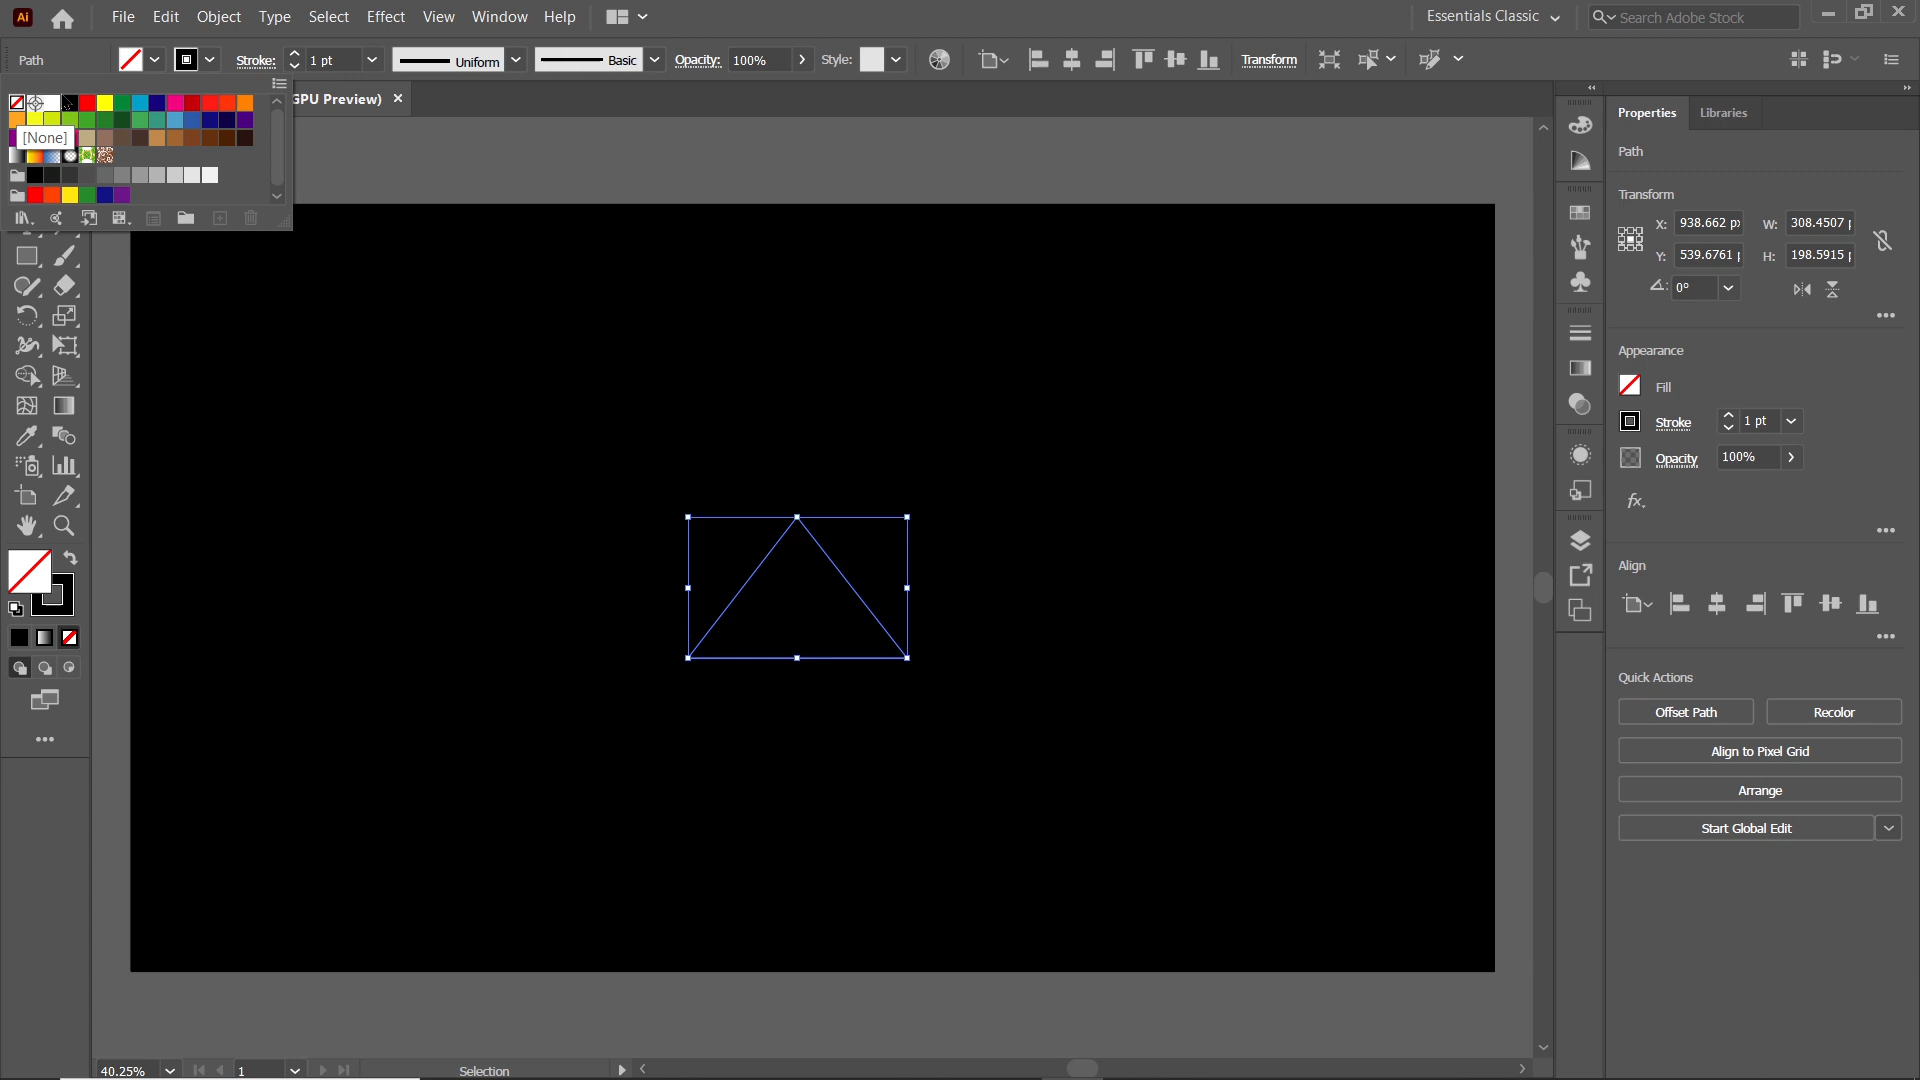 Ai File Edit Object Type Select Effect View Window Help Essentials Classic Search Adobe Stock
Path Stroke: 1 pt Uniform Basic Opacity: 100% Style: Transform
GPU Preview) ×
[None]
Properties Libraries
Path
Transform
X: 938.662 px W: 308.4507
Y: 539.6761 H: 198.5915
0°
Appearance
Fill
Stroke 1 pt
Opacity 100%
fx.
Align
Quick Actions
Offset Path Recolor
Align to Pixel Grid
Arrange
Start Global Edit
40.25% 1 Selection